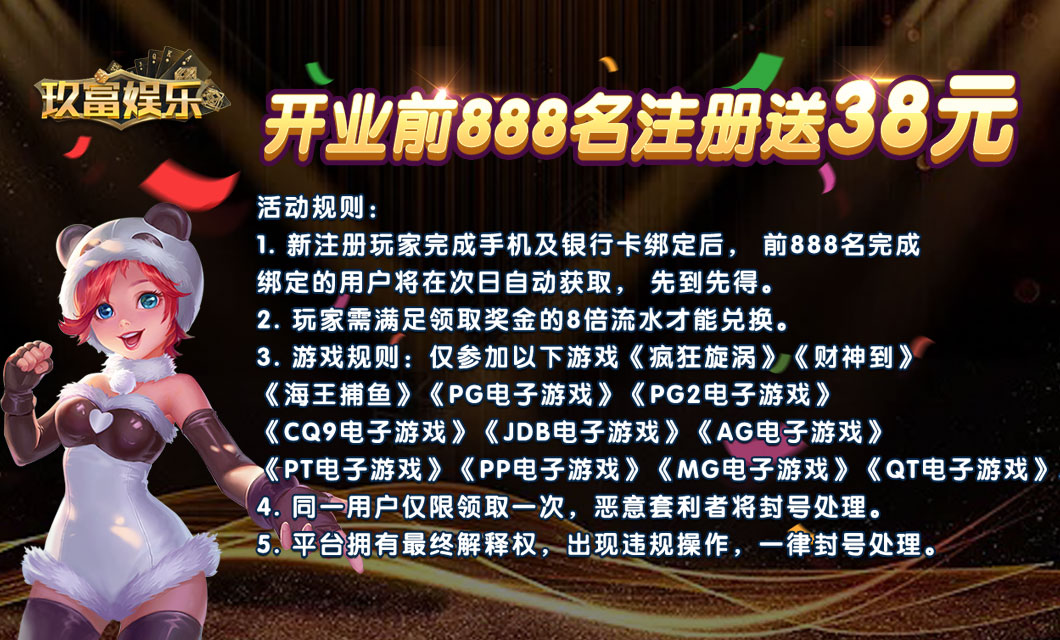 玖富娱乐
开业前888名注册送38元
活动规则：
1. 新注册玩家完成手机及银行卡绑定后， 前888名完成
绑定的用户将在次日自动获取， 先到先得。
2. 玩家需满足领取奖金的8倍流水才能兑换。
3. 游戏规则：仅参加以下游戏《疯狂旋涡》《财神到》
《海王捕鱼》《PG电子游戏》《PG2电子游戏》
《CQ9电子游戏》《JDB电子游戏》《AG电子游戏》
《PT电子游戏》《PP电子游戏》《MG电子游戏》《QT电子游戏》
4. 同一用户仅限领取一次，恶意套利者将封号处理。
5. 平台拥有最终解释权，出现违规操作，一律封号处理。